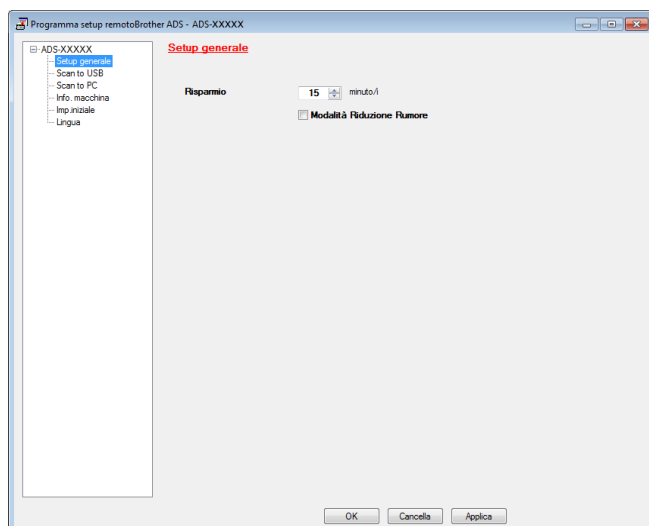 Programma setup remotoBrother ADS - ADS-XXXXX
ADS-XXXXX
Setup generale
Scan to USB
Scan to PC
Info. macchina
Imp.iniziale
Lingua
Setup generale
Risparmio 15 minuto/i
Modalità Riduzione Rumore
OK Cancella Applica